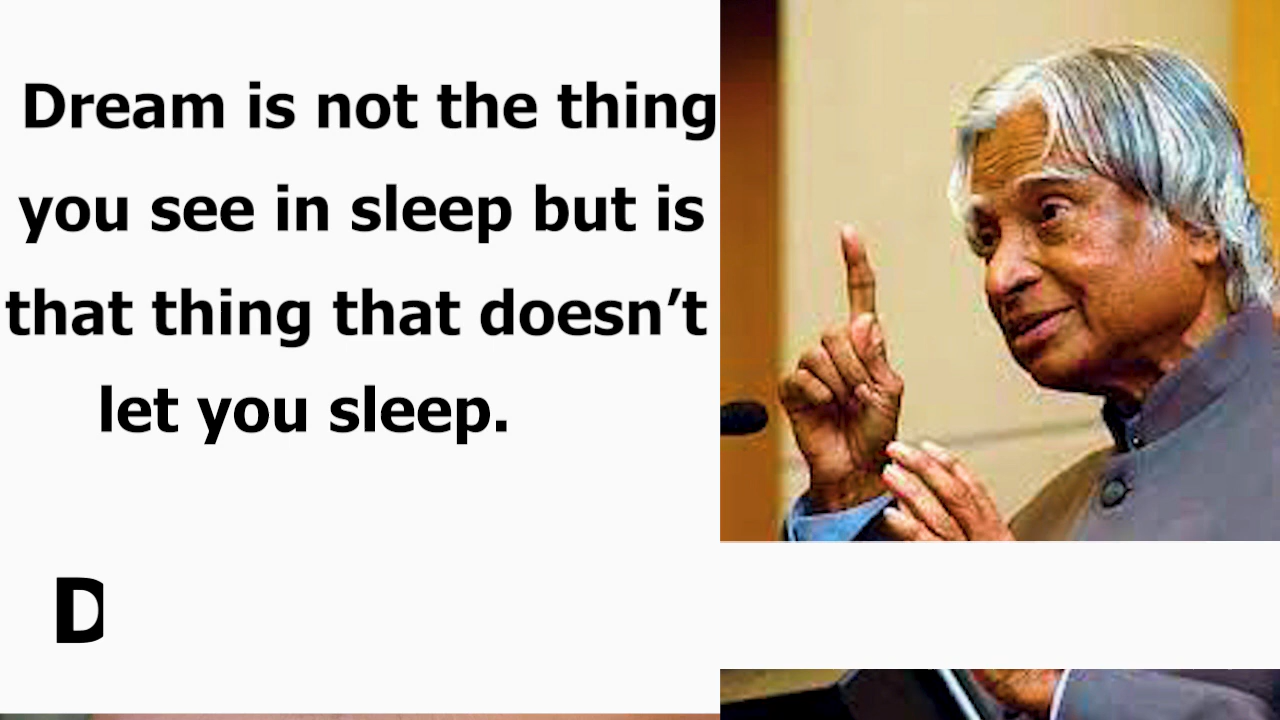 Dream is not the thing
you see in sleep but is
that thing that doesn’t
let you sleep.
D